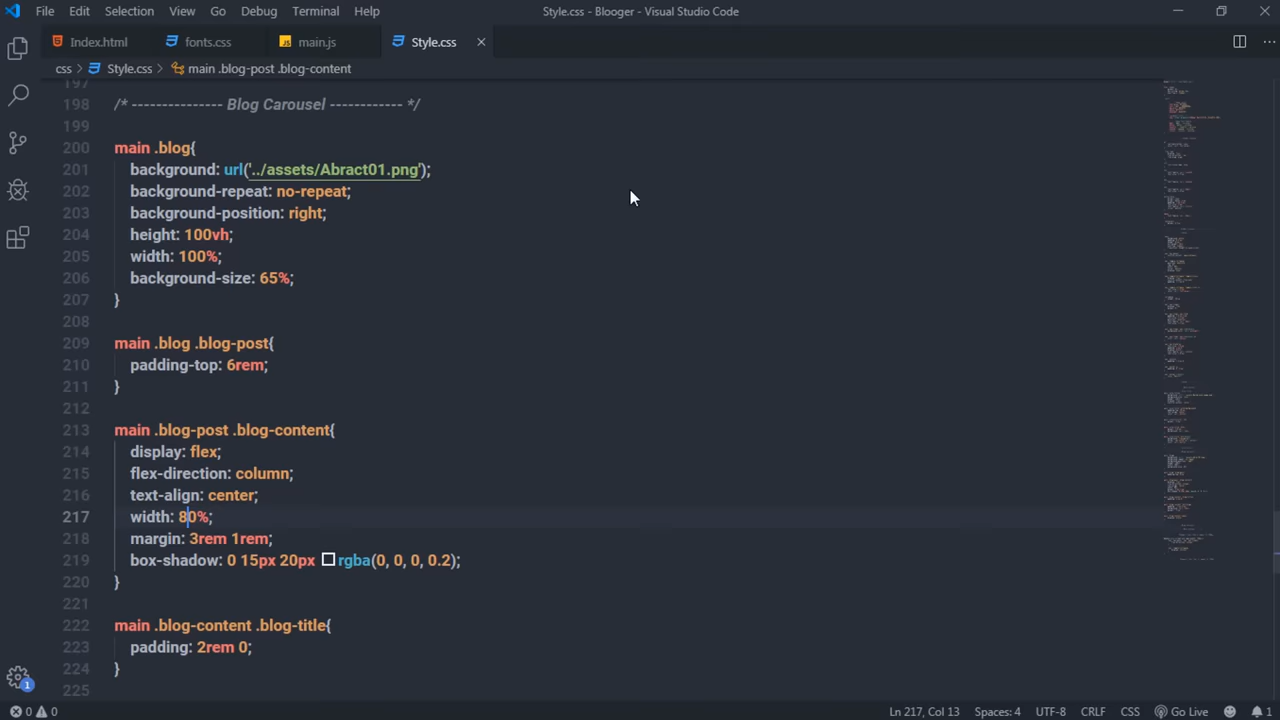 File Edit Selection View Go Debug Terminal Help Style.css - Blooger - Visual Studio Code
Index.html fonts.css main.js Style.css
css > Style.css > main .blog-post .blog-content
197
198 /* --------------- Blog Carousel ------------ */
199
200 main .blog{
201 background: url('../assets/Abract01.png');
202 background-repeat: no-repeat;
203 background-position: right;
204 height: 100vh;
205 width: 100%;
206 background-size: 65%;
207 }
208
209 main .blog .blog-post{
210 padding-top: 6rem;
211 }
212
213 main .blog-post .blog-content{
214 display: flex;
215 flex-direction: column;
216 text-align: center;
217 width: 80%;
218 margin: 3rem 1rem;
219 box-shadow: 0 15px 20px rgba(0, 0, 0, 0.2);
220 }
221
222 main .blog-content .blog-title{
223 padding: 2rem 0;
224 }
225
1
0 0 Ln 217, Col 13 Spaces: 4 UTF-8 CRLF CSS Go Live 1